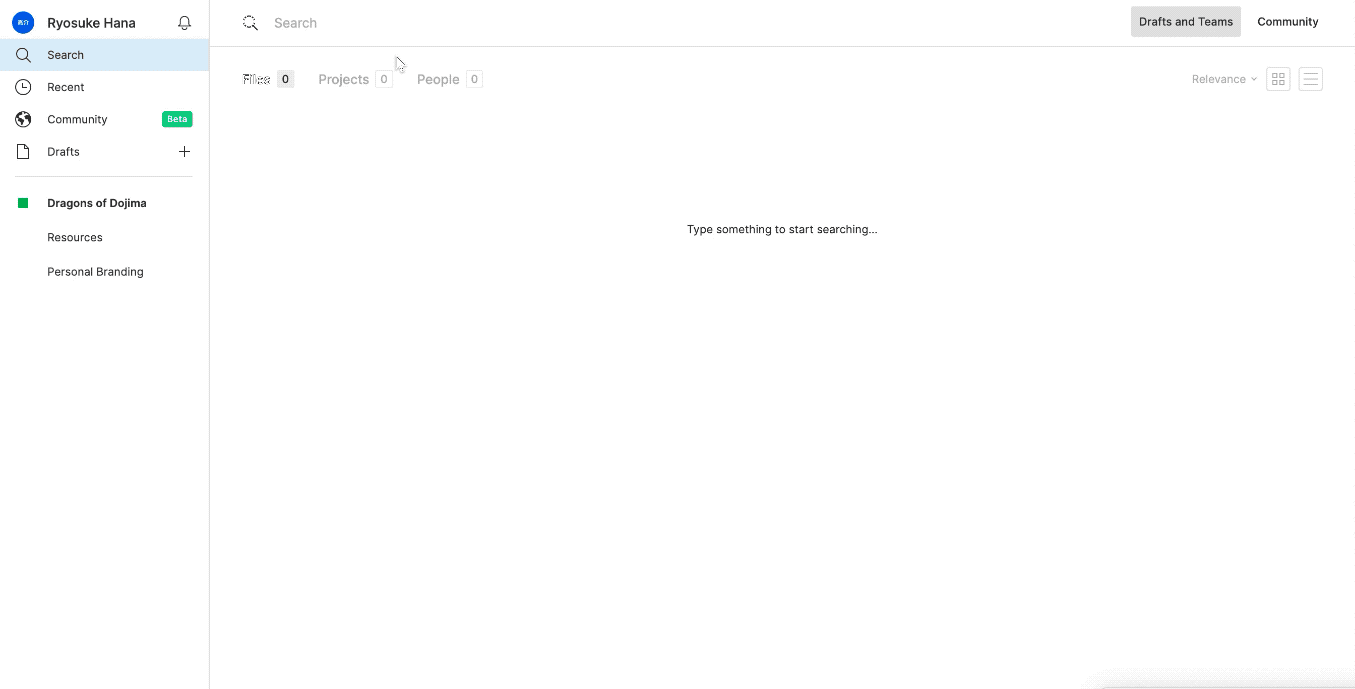 Ryosuke Hana
Search
Drafts and Teams
Community
Search
Recent
Community
Beta
Drafts
Dragons of Dojima
Resources
Personal Branding
Files 0
Projects 0
People 0
Relevance
Type something to start searching...